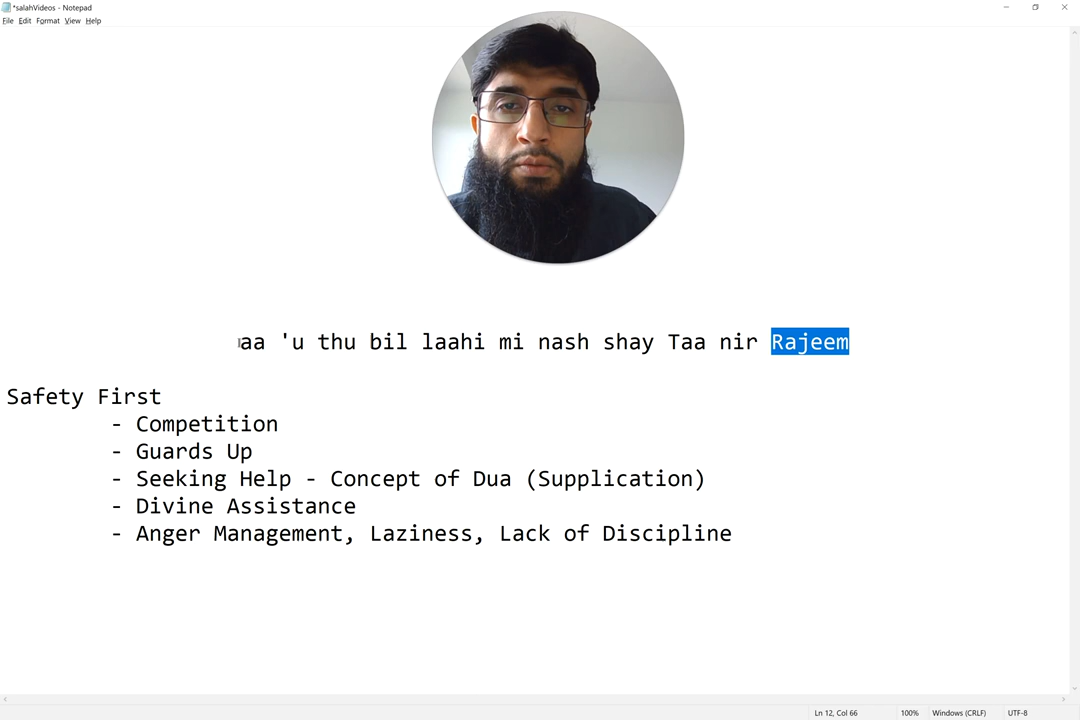 *salahVideos - Notepad
File Edit Format View Help
aa 'u thu bil laahi mi nash shay Taa nir Rajeem
Safety First
- Competition
- Guards Up
- Seeking Help - Concept of Dua (Supplication)
- Divine Assistance
- Anger Management, Laziness, Lack of Discipline
Ln 12, Col 66 100% Windows (CRLF) UTF-8